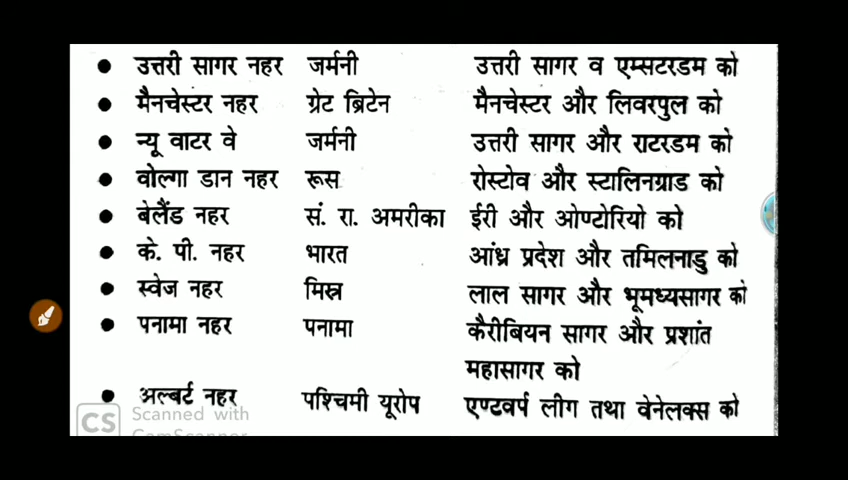 • उत्तरी सागर नहर जर्मनी उत्तरी सागर व एम्सटरडम को
• मैनचेस्टर नहर ग्रेट ब्रिटेन मैनचेस्टर और लिवरपुल को
• न्यू वाटर वे जर्मनी उत्तरी सागर और राटरडम को
• वोल्गा डान नहर रूस रोस्टोव और स्टालिनग्राड को
• बेलैंड नहर सं. रा. अमरीका ईरी और ओण्टोरियो को
• के. पी. नहर भारत आंध्र प्रदेश और तमिलनाडु को
• स्वेज नहर मिस्र लाल सागर और भूमध्यसागर को
• पनामा नहर पनामा कैरीबियन सागर और प्रशांत
महासागर को
• अल्बर्ट नहर पश्चिमी यूरोप एण्टवर्प लीग तथा वेनेलक्स को
CS Scanned with
CamScanner